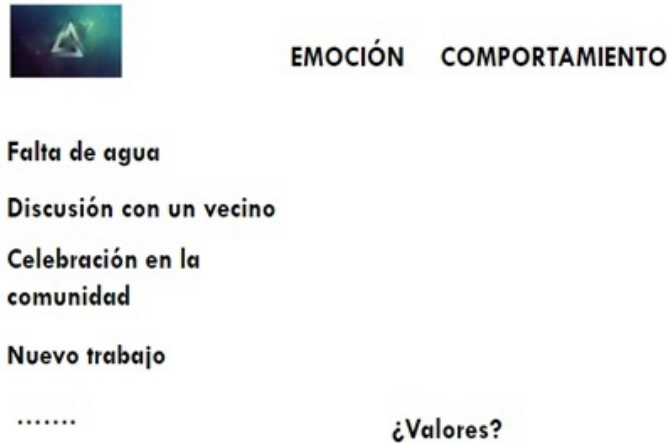 EMOCIÓN COMPORTAMIENTO
Falta de agua
Discusión con un vecino
Celebración en la
comunidad
Nuevo trabajo
.......
¿Valores?